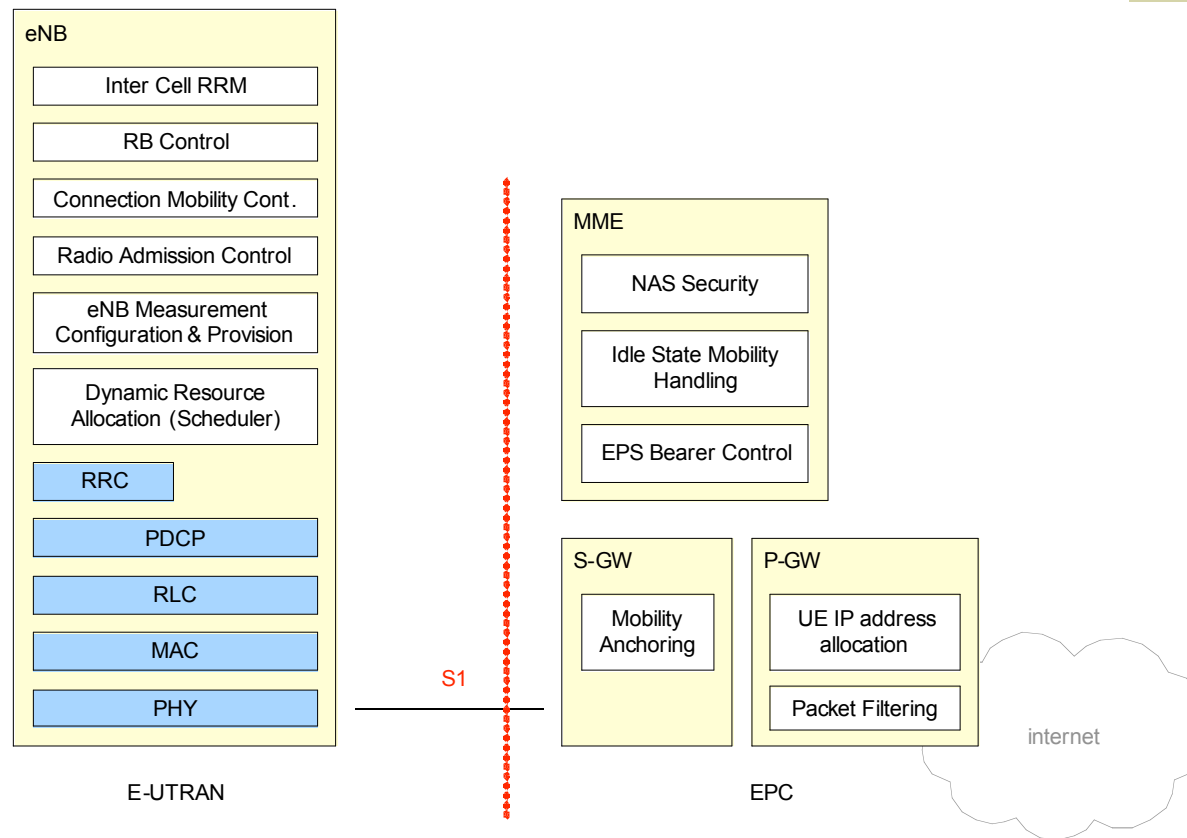 eNB
Inter Cell RRM
RB Control
Connection Mobility Cont.
Radio Admission Control
eNB Measurement
Configuration & Provision
Dynamic Resource
Allocation (Scheduler)
RRC
PDCP
RLC
MAC
PHY
E-UTRAN
S1
MME
NAS Security
Idle State Mobility
Handling
EPS Bearer Control
S-GW
Mobility
Anchoring
P-GW
UE IP address
allocation
Packet Filtering
internet
EPC